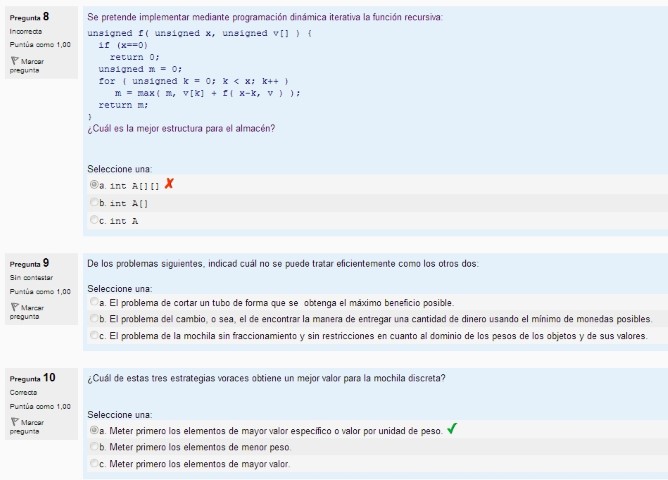 Pregunta 8
Incorrecta
Puntúa como 1,00
Marcar
pregunta
Se pretende implementar mediante programación dinámica iterativa la función recursiva:
unsigned f( unsigned x, unsigned v[] ) {
if (x==0)
return 0;
unsigned m = 0;
for ( unsigned k = 0; k < x; k++ )
m = max( m, v[k] + f( x-k, v ) );
return m;
}
¿Cuál es la mejor estructura para el almacén?
Seleccione una:
a. int A[][]
b. int A[]
c. int A
Pregunta 9
Sin contestar
Puntúa como 1,00
Marcar
pregunta
De los problemas siguientes, indicad cuál no se puede tratar eficientemente como los otros dos:
Seleccione una:
a. El problema de cortar un tubo de forma que se obtenga el máximo beneficio posible.
b. El problema del cambio, o sea, el de encontrar la manera de entregar una cantidad de dinero usando el mínimo de monedas posibles.
c. El problema de la mochila sin fraccionamiento y sin restricciones en cuanto al dominio de los pesos de los objetos y de sus valores.
Pregunta 10
Correcta
Puntúa como 1,00
Marcar
pregunta
¿Cuál de estas tres estrategias voraces obtiene un mejor valor para la mochila discreta?
Seleccione una:
a. Meter primero los elementos de mayor valor específico o valor por unidad de peso.
b. Meter primero los elementos de menor peso.
c. Meter primero los elementos de mayor valor.